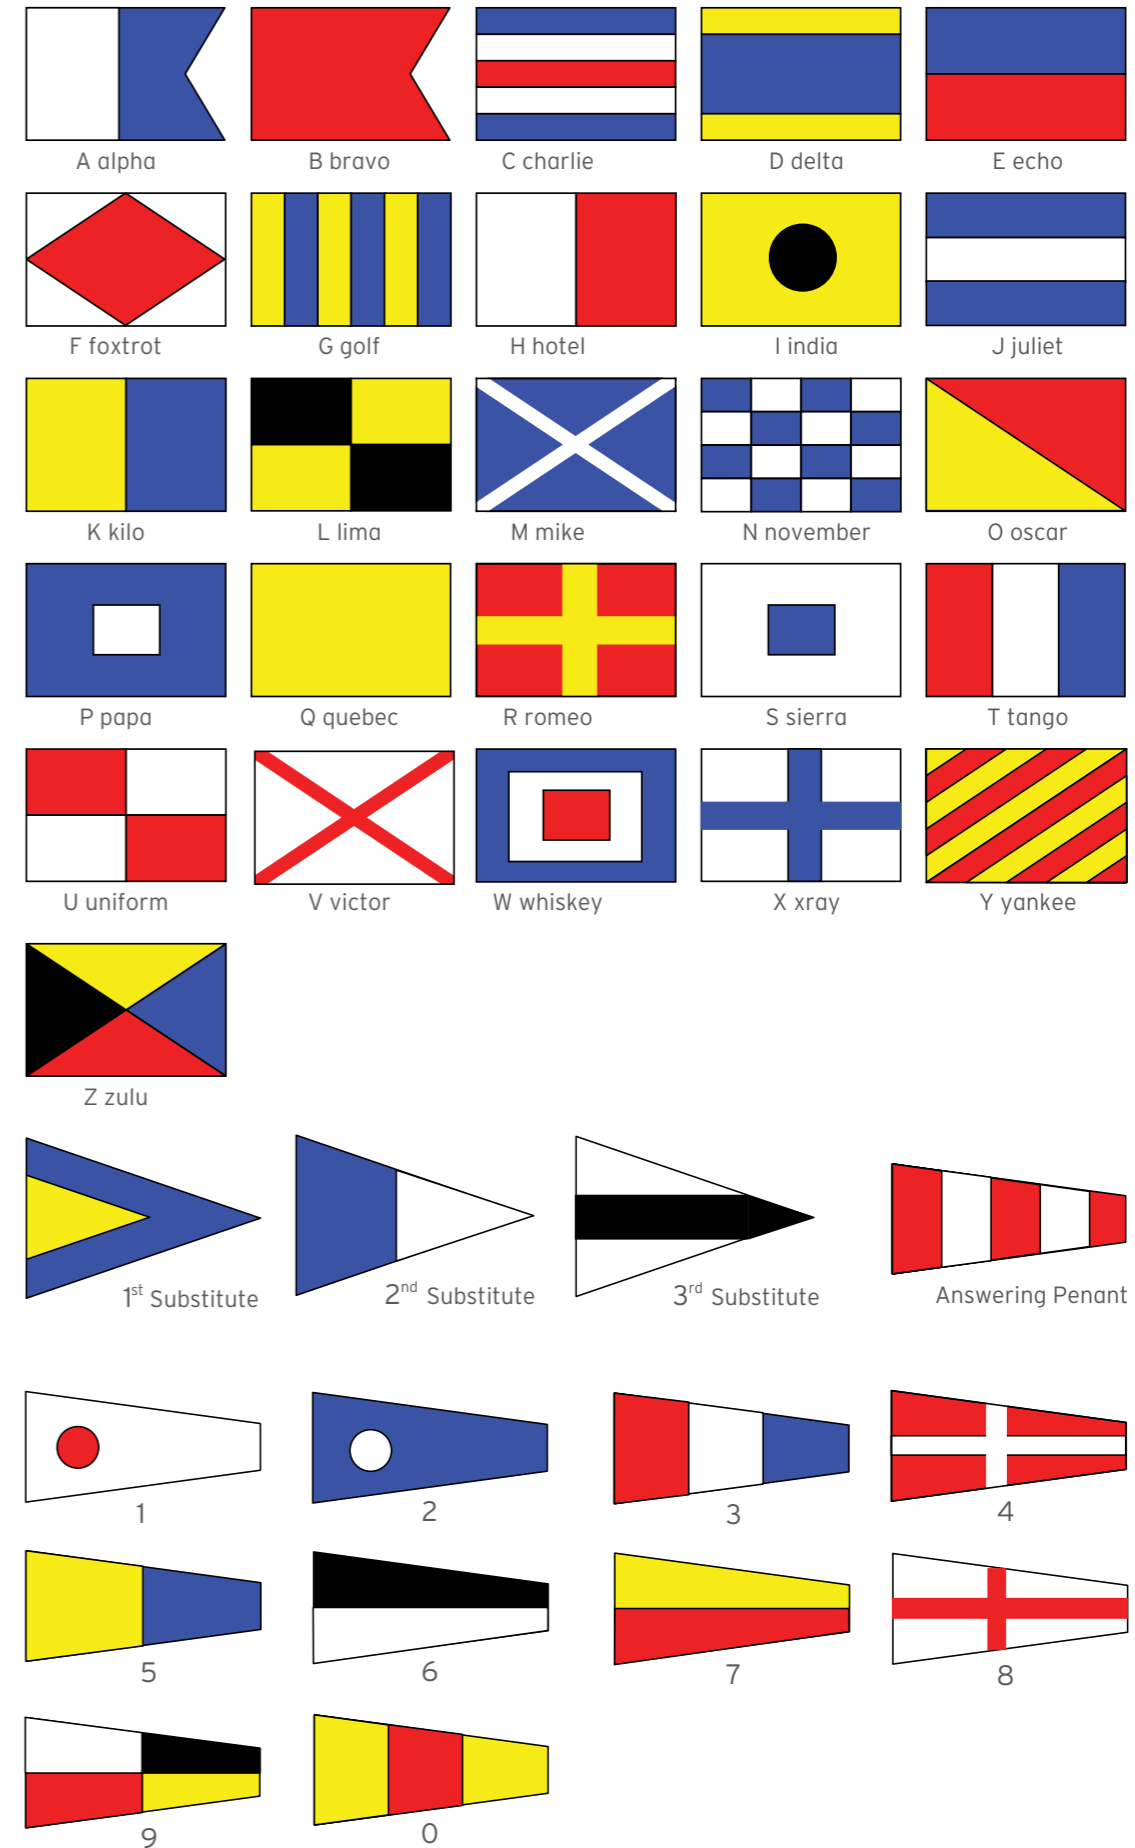 A alpha
B bravo
C charlie
D delta
E echo
F foxtrot
G golf
H hotel
I india
J juliet
K kilo
L lima
M mike
N november
O oscar
P papa
Q quebec
R romeo
S sierra
T tango
U uniform
V victor
W whiskey
X xray
Y yankee
Z zulu
1st Substitute
2nd Substitute
3rd Substitute
Answering Penant
1
2
3
4
5
6
7
8
9
0